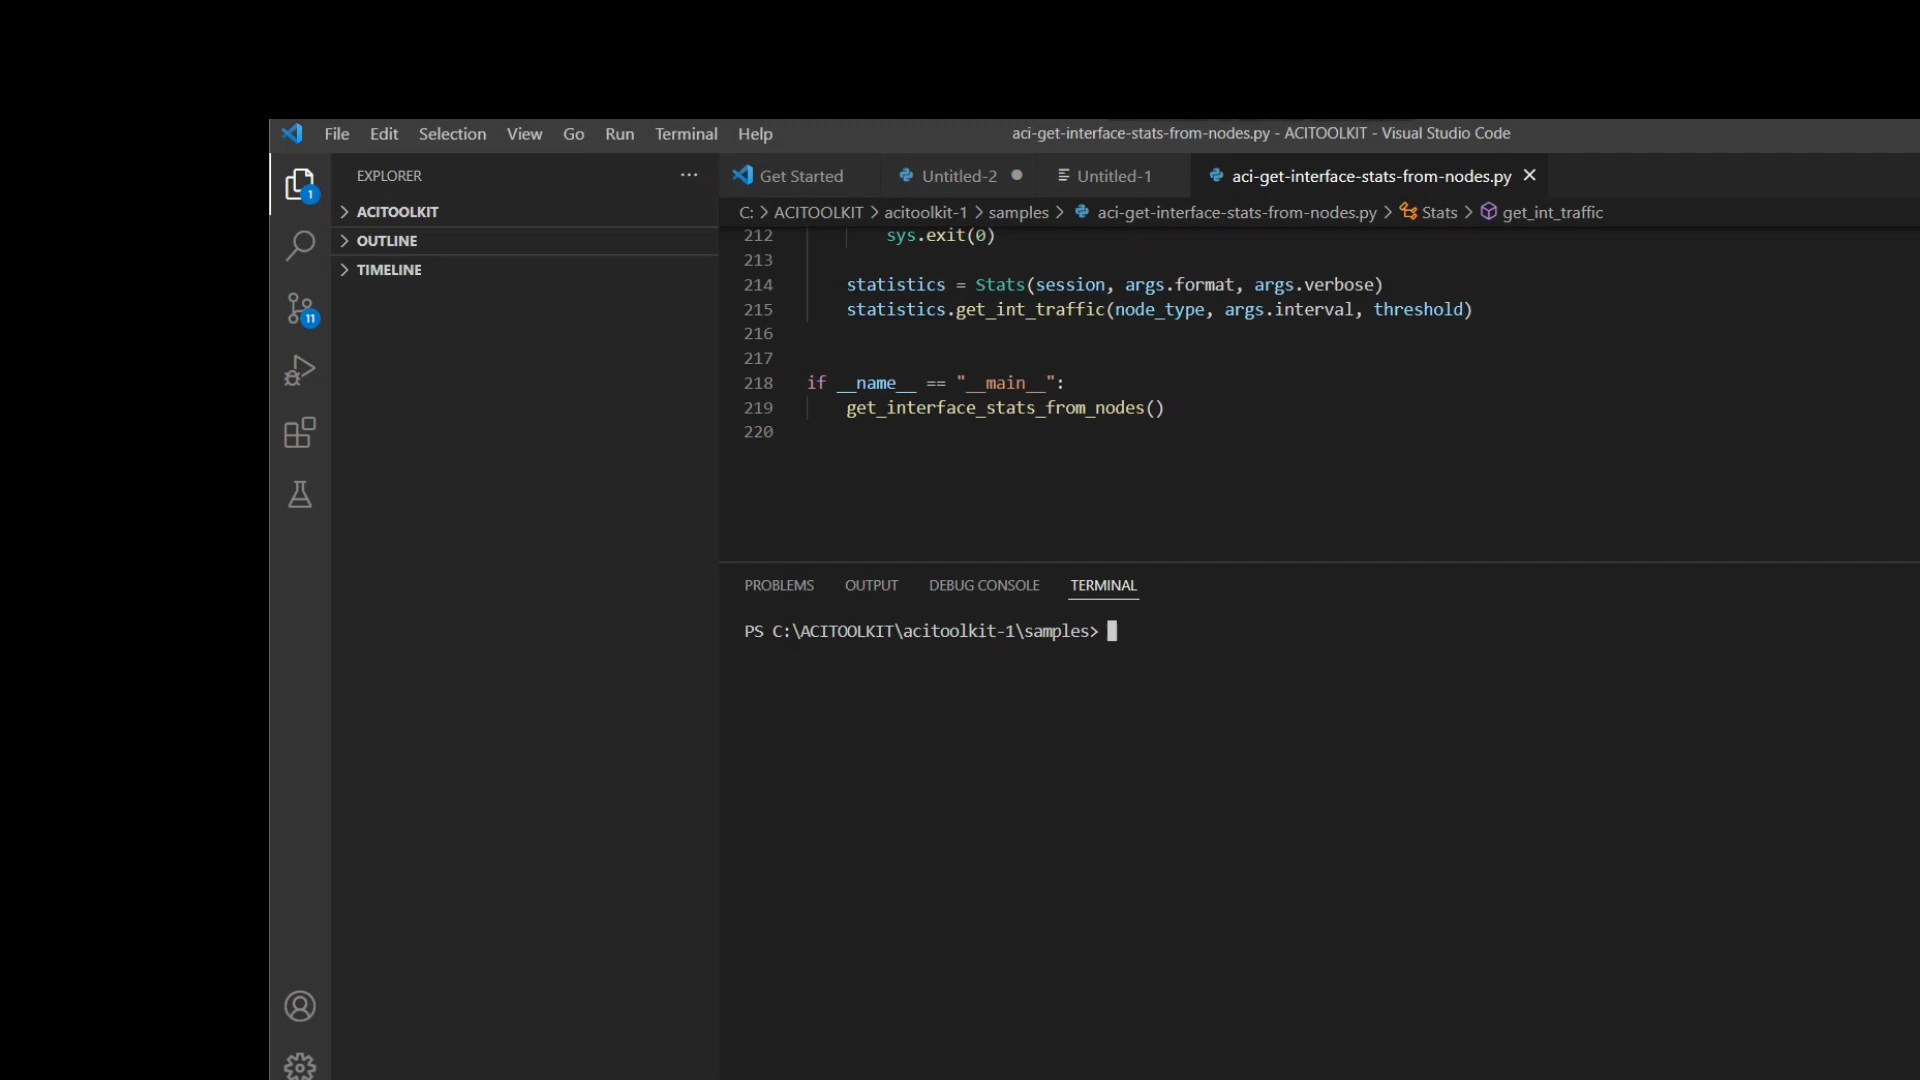 File Edit Selection View Go Run Terminal Help
aci-get-interface-stats-from-nodes.py - ACITOOLKIT - Visual Studio Code
EXPLORER ···
Get Started Untitled-2 Untitled-1 aci-get-interface-stats-from-nodes.py
1
ACITOOLKIT
OUTLINE
TIMELINE
11
C: > ACITOOLKIT > acitoolkit-1 > samples > aci-get-interface-stats-from-nodes.py > Stats > get_int_traffic
212 sys.exit(0)
213
214 statistics = Stats(session, args.format, args.verbose)
215 statistics.get_int_traffic(node_type, args.interval, threshold)
216
217
218 if __name__ == "__main__":
219 get_interface_stats_from_nodes()
220
PROBLEMS OUTPUT DEBUG CONSOLE TERMINAL
PS C:\ACITOOLKIT\acitoolkit-1\samples>